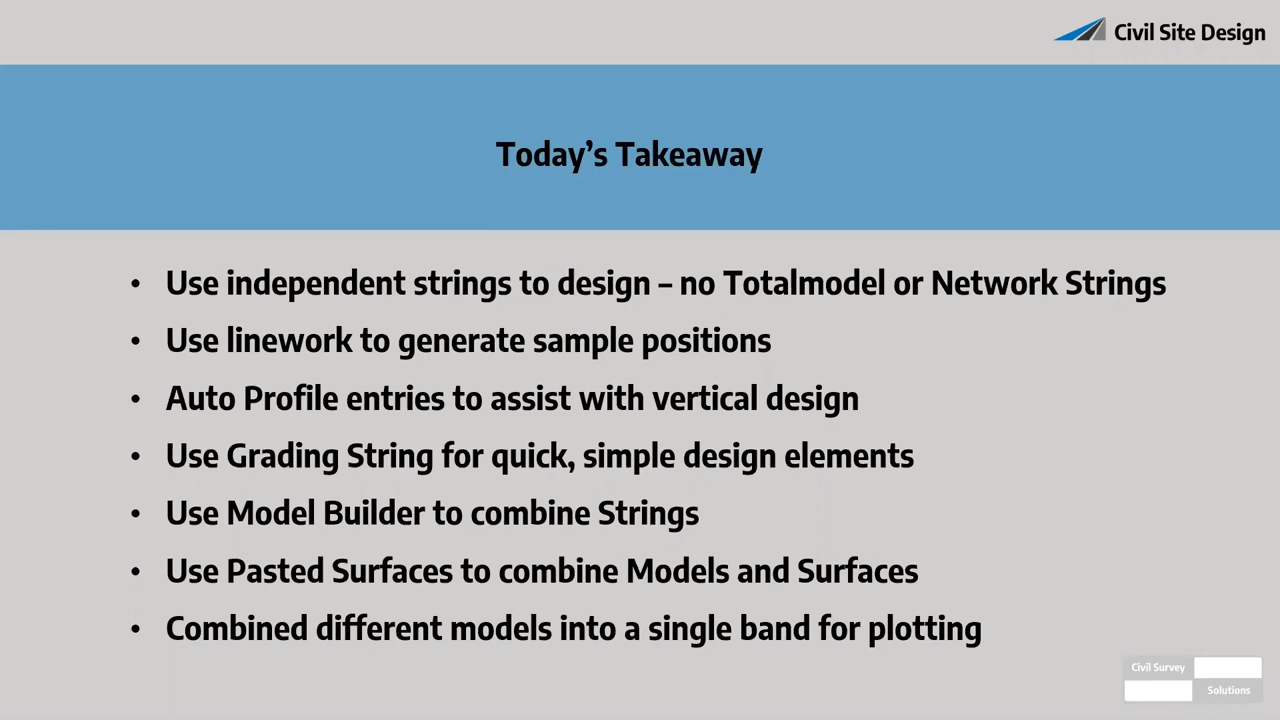 Civil Site Design
Today’s Takeaway
• Use independent strings to design – no Totalmodel or Network Strings
• Use linework to generate sample positions
• Auto Profile entries to assist with vertical design
• Use Grading String for quick, simple design elements
• Use Model Builder to combine Strings
• Use Pasted Surfaces to combine Models and Surfaces
• Combined different models into a single band for plotting
Civil Survey
Solutions